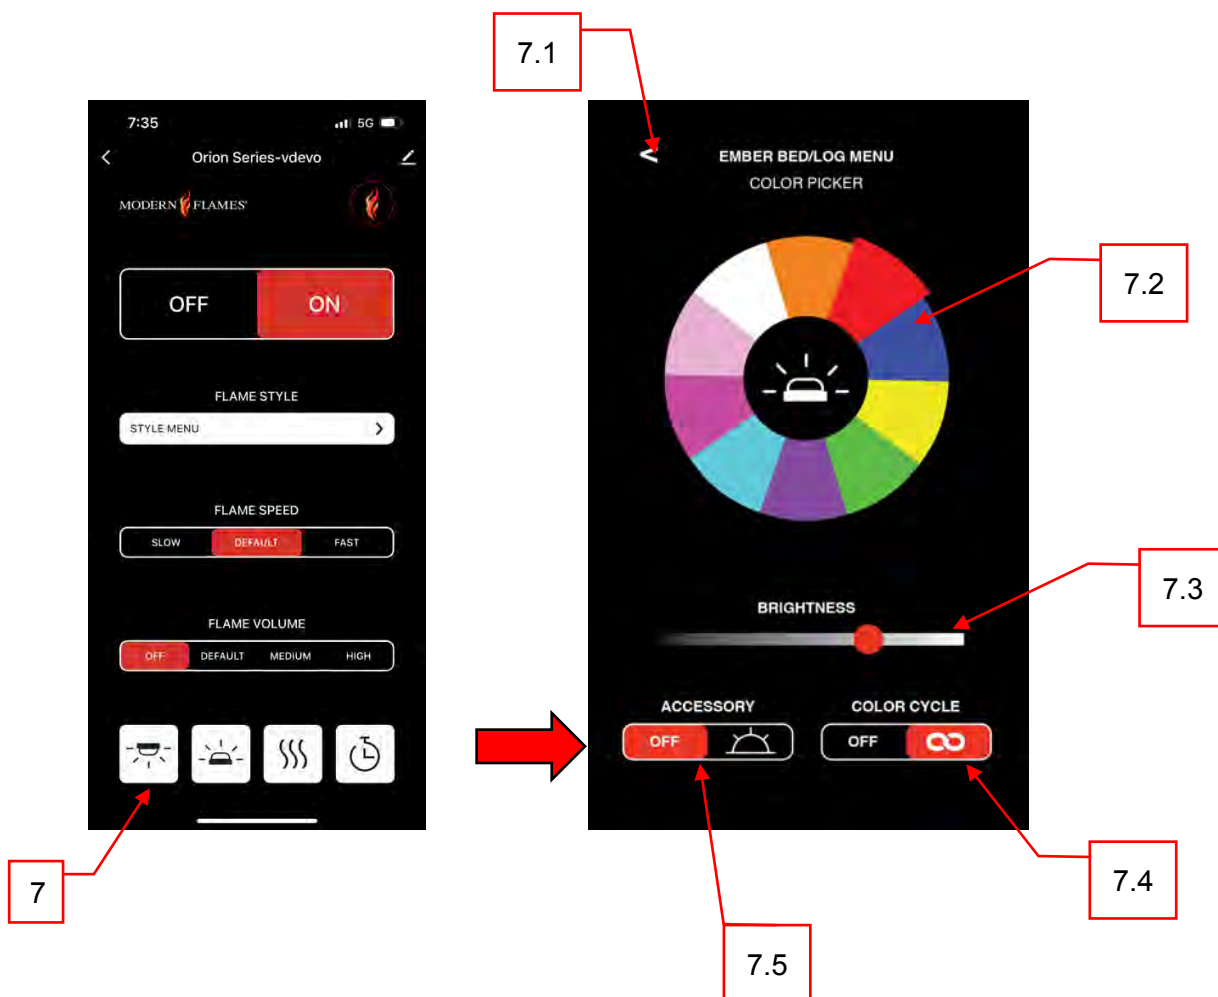 7.1
7:35
5G
Orion Series-vdevo
MODERN FLAMES®
OFF
ON
FLAME STYLE
STYLE MENU
FLAME SPEED
SLOW
DEFAULT
FAST
FLAME VOLUME
OFF
DEFAULT
MEDIUM
HIGH
7
EMBER BED/LOG MENU
COLOR PICKER
7.2
BRIGHTNESS
7.3
ACCESSORY
COLOR CYCLE
OFF
OFF
7.4
7.5